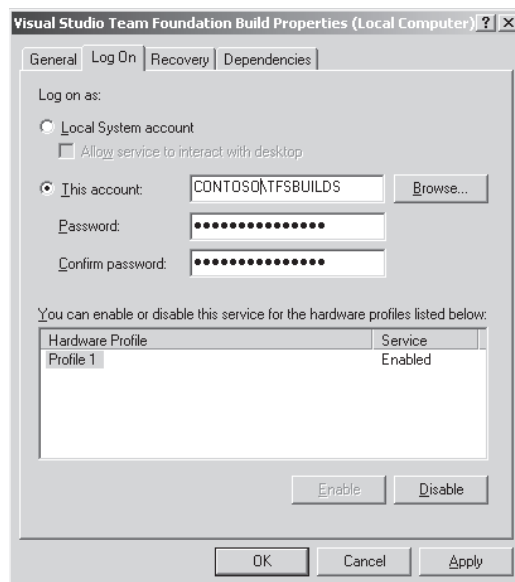 Visual Studio Team Foundation Build Properties (Local Computer)
General Log On Recovery Dependencies
Log on as:
Local System account
Allow service to interact with desktop
This account: CONTOSO\TFSBUILDS Browse...
Password: •••••••••••••••
Confirm password: •••••••••••••••
You can enable or disable this service for the hardware profiles listed below:
Hardware Profile Service
Profile 1 Enabled
Enable Disable
OK Cancel Apply